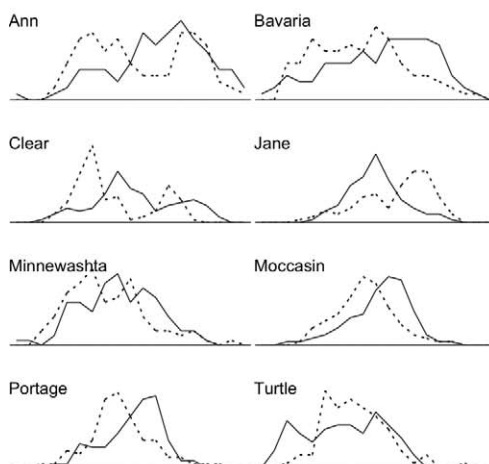 Ann
Bavaria
Clear
Jane
Minnewashta
Moccasin
Portage
Turtle